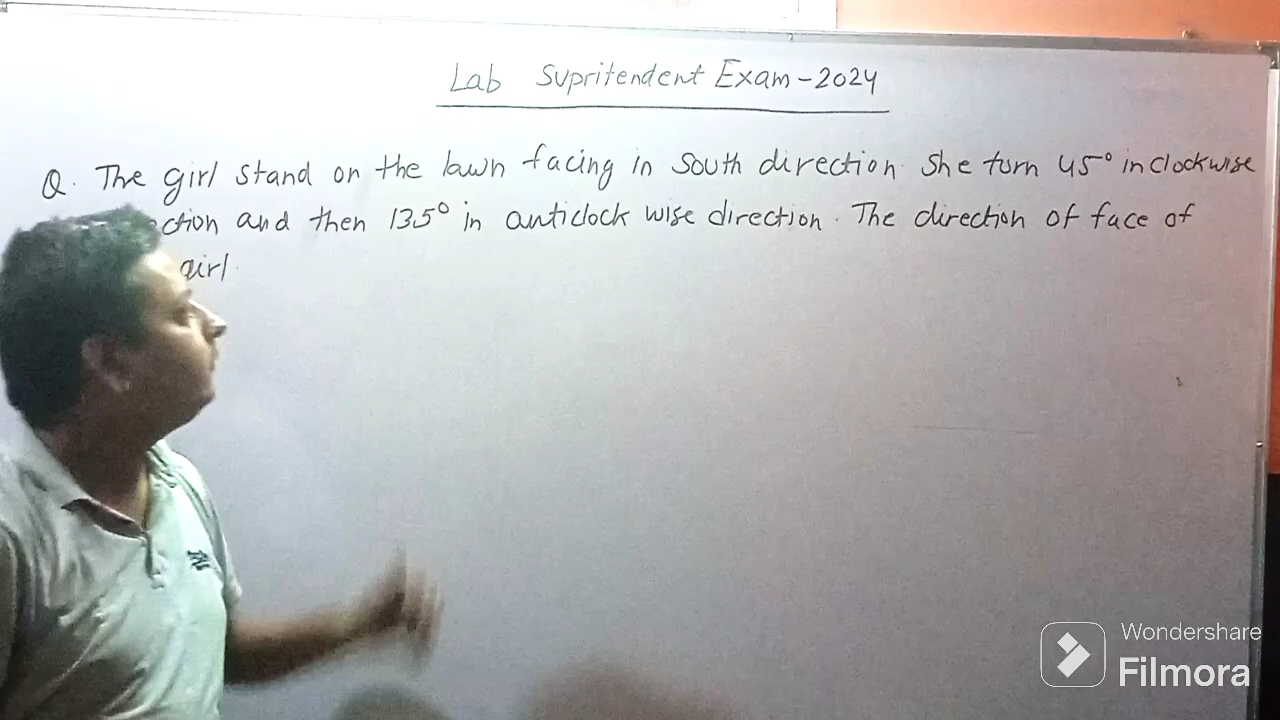 Lab Supritendent Exam-2024
Q. The girl stand on the lawn facing in South direction. She turn 45° in clockwise
ction and then 135° in anticlock wise direction. The direction of face of
girl.
Wondershare
Filmora